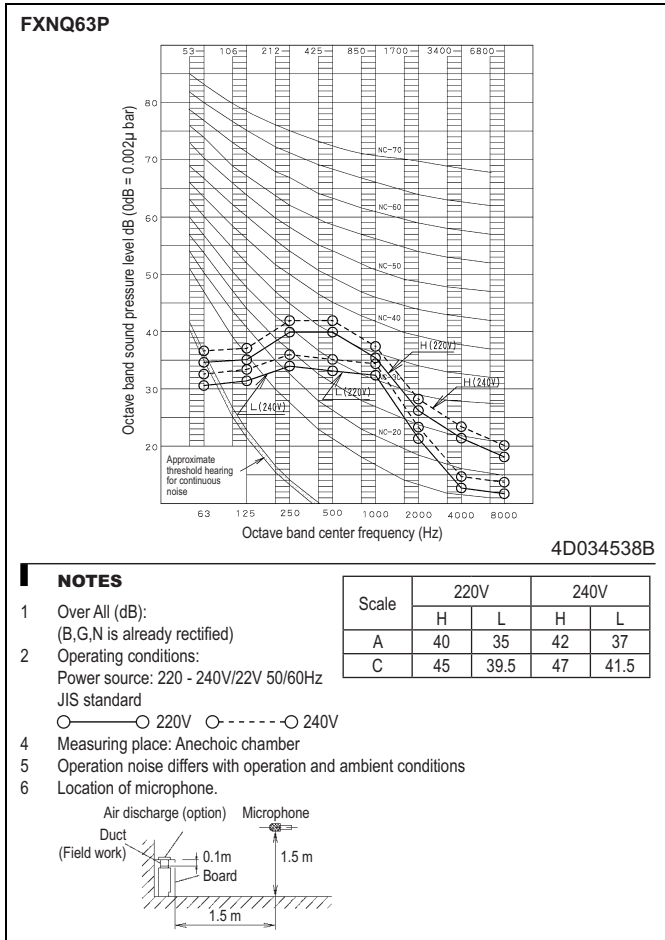 FXNQ63P
53 106 212 425 850 1700 3400 6800
Octave band sound pressure level dB (0dB = 0.002µ bar)
80
70
60
50
40
30
20
NC-70
NC-60
NC-50
NC-40
NC-20
H (220V)
H (240V)
L (220V)
L (240V)
Approximate
threshold hearing
for continuous
noise
63 125 250 500 1000 2000 4000 8000
Octave band center frequency (Hz)
4D034538B
NOTES
1 Over All (dB):
(B,G,N is already rectified)
2 Operating conditions:
Power source: 220 - 240V/22V 50/60Hz
JIS standard
220V 240V
4 Measuring place: Anechoic chamber
5 Operation noise differs with operation and ambient conditions
6 Location of microphone.
Scale 220V 240V
H L H L
A 40 35 42 37
C 45 39.5 47 41.5
Air discharge (option) Microphone
Duct
(Field work)
0.1m 1.5 m
Board
1.5 m